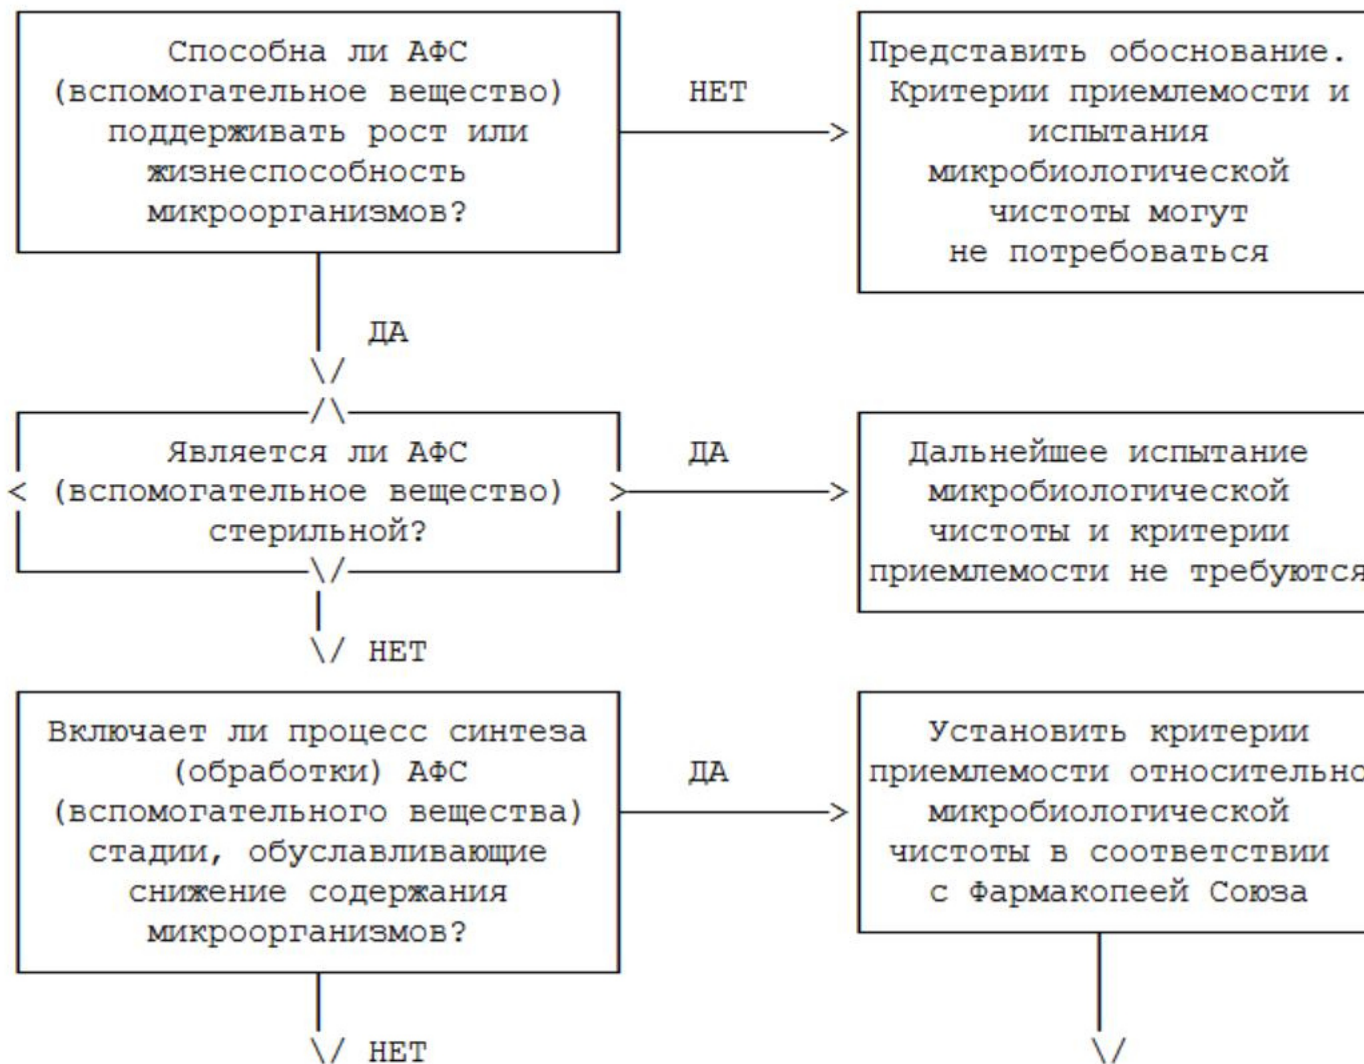 Способна ли АФС
(вспомогательное вещество)
поддерживать рост или
жизнеспособность
микроорганизмов?
НЕТ
Представить обоснование.
Критерии приемлемости и
испытания
микробиологической
чистоты могут
не потребоваться
ДА
Является ли АФС
(вспомогательное вещество)
стерильной?
ДА
Дальнейшее испытание
микробиологической
чистоты и критерии
приемлемости не требуются
НЕТ
Включает ли процесс синтеза
(обработки) АФС
(вспомогательного вещества)
стадии, обуславливающие
снижение содержания
микроорганизмов?
ДА
Установить критерии
приемлемости относительно
микробиологической
чистоты в соответствии
с Фармакопеей Союза
НЕТ